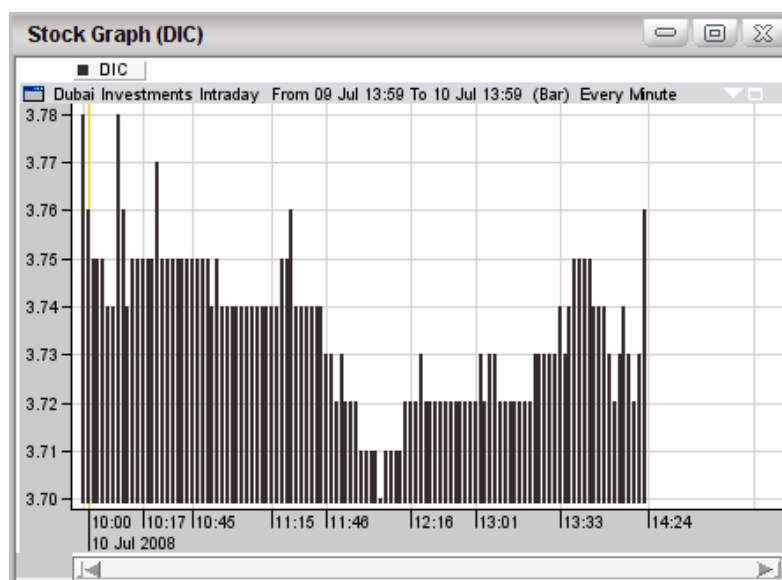 Stock Graph (DIC)
DIC
Dubai Investments Intraday From 09 Jul 13:59 To 10 Jul 13:59 (Bar) Every Minute
3.78
3.77
3.76
3.75
3.74
3.73
3.72
3.71
3.70
10:00 10:17 10:45 11:15 11:46 12:16 13:01 13:33 14:24
10 Jul 2008